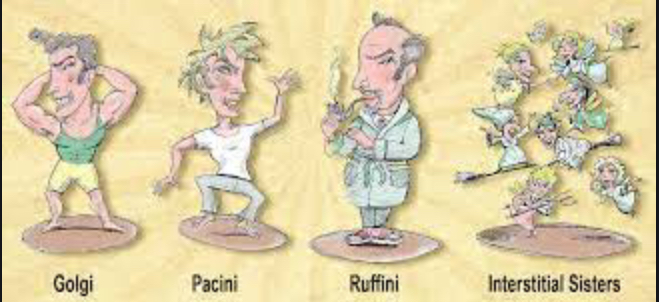 Golgi
Pacini
Ruffini
Interstitial Sisters